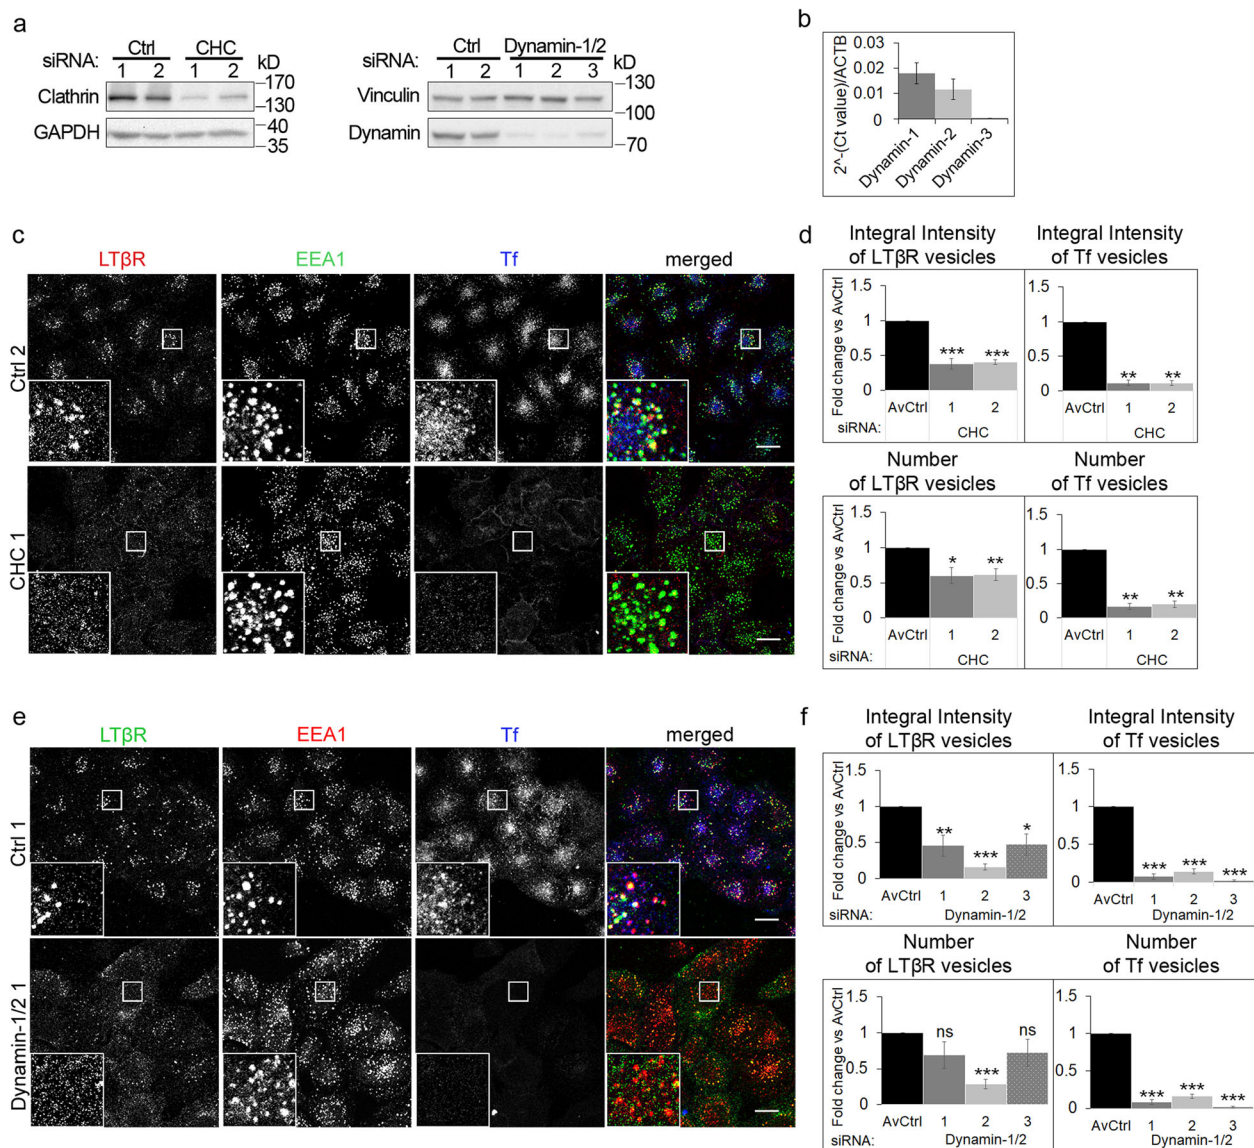 a
siRNA: Ctrl CHC kD
1 2 1 2
Clathrin
GAPDH
–170
–130
–40
–35
siRNA: Ctrl Dynamin-1/2 kD
1 2 1 2 3
Vinculin
Dynamin
–130
–100
–70
b
2^-(Ct value)/ACTB
0.03
0.02
0.01
0
Dynamin-1
Dynamin-2
Dynamin-3
c
LTβR EEA1 Tf merged
Ctrl 2
CHC 1
d
Integral Intensity
of LTβR vesicles
Fold change vs AvCtrl
1.5
1
0.5
0
*** ***
AvCtrl 1 2
siRNA: CHC
Integral Intensity
of Tf vesicles
1.5
1
0.5
0
** **
AvCtrl 1 2
CHC
Number
of LTβR vesicles
Fold change vs AvCtrl
1.5
1
0.5
0
* **
AvCtrl 1 2
siRNA: CHC
Number
of Tf vesicles
1.5
1
0.5
0
** **
AvCtrl 1 2
CHC
e
LTβR EEA1 Tf merged
Ctrl 1
Dynamin-1/2 1
f
Integral Intensity
of LTβR vesicles
Fold change vs AvCtrl
1.5
1
0.5
0
** *** *
AvCtrl 1 2 3
siRNA: Dynamin-1/2
Integral Intensity
of Tf vesicles
1.5
1
0.5
0
*** *** ***
AvCtrl 1 2 3
Dynamin-1/2
Number
of LTβR vesicles
Fold change vs AvCtrl
1.5
1
0.5
0
ns *** ns
AvCtrl 1 2 3
siRNA: Dynamin-1/2
Number
of Tf vesicles
1.5
1
0.5
0
*** *** ***
AvCtrl 1 2 3
Dynamin-1/2